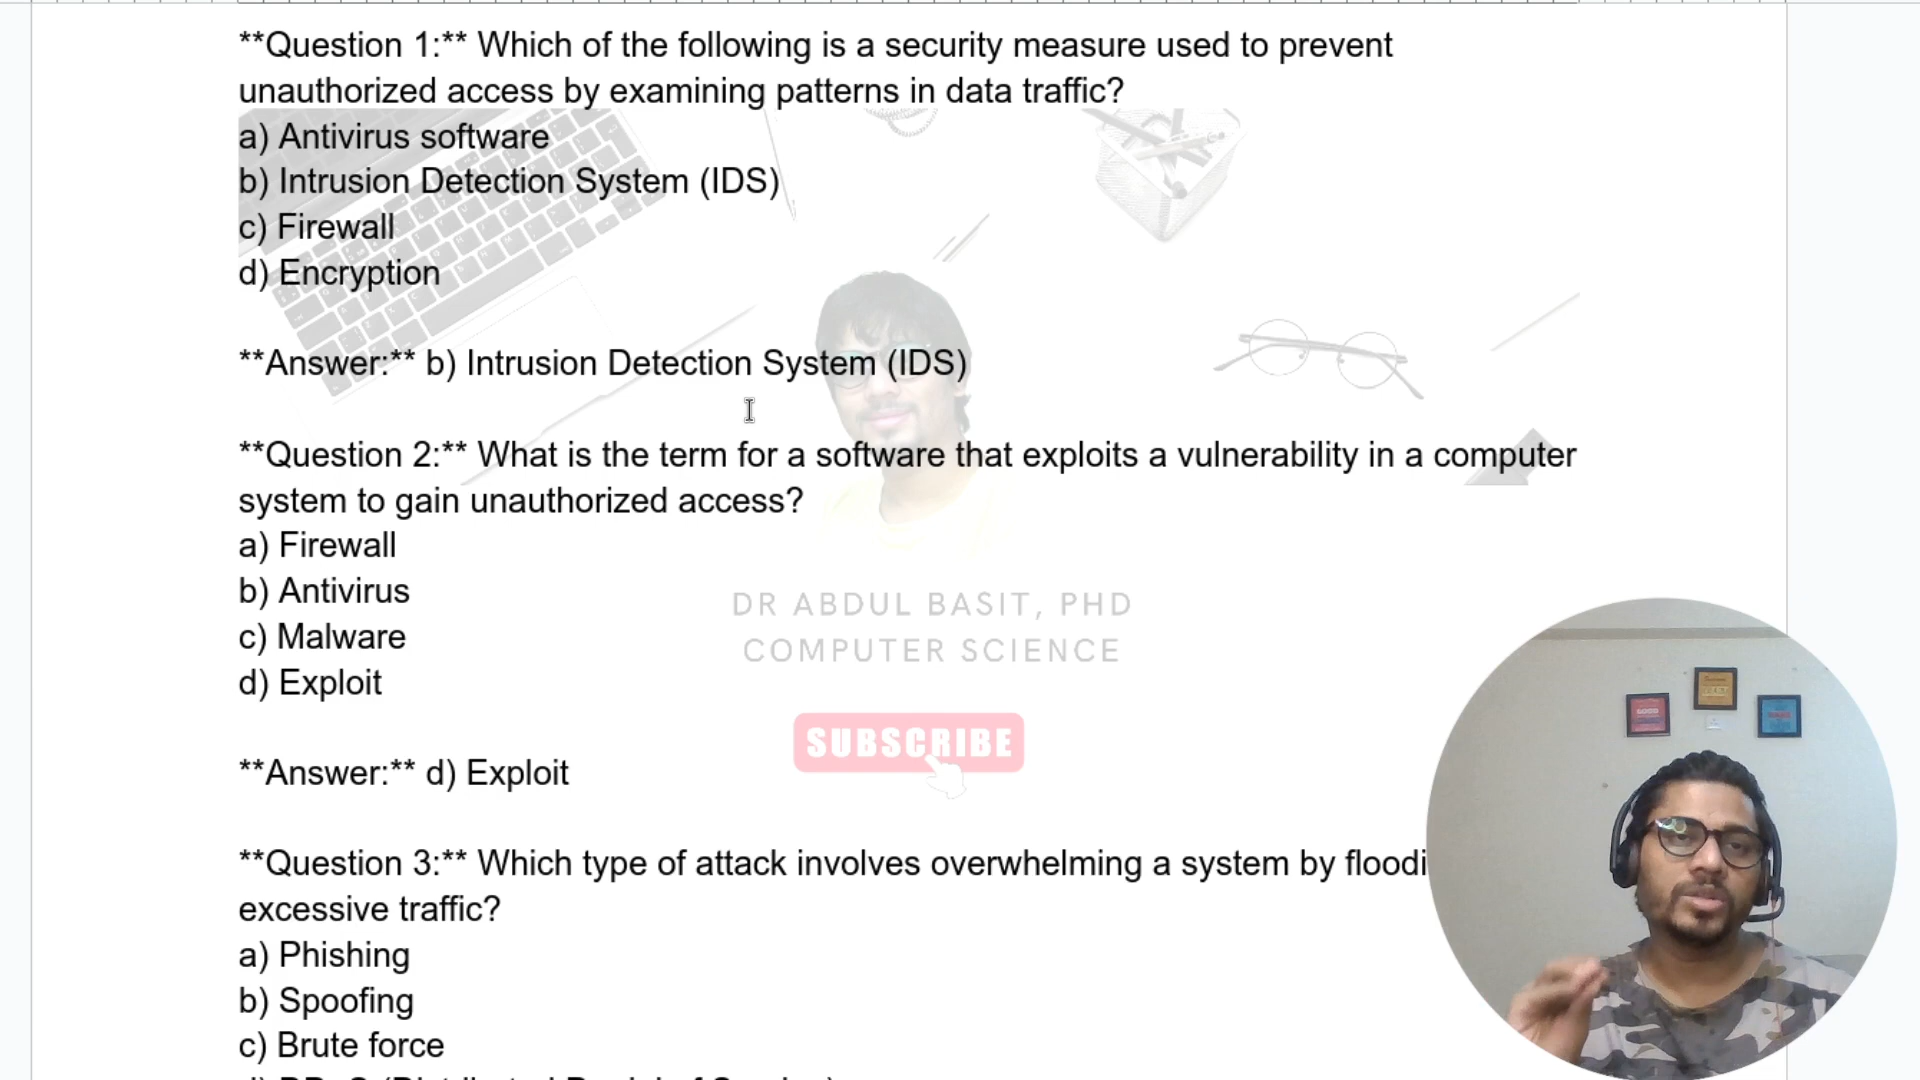 **Question 1:** Which of the following is a security measure used to prevent
unauthorized access by examining patterns in data traffic?
a) Antivirus software
b) Intrusion Detection System (IDS)
c) Firewall
d) Encryption
**Answer:** b) Intrusion Detection System (IDS)
**Question 2:** What is the term for a software that exploits a vulnerability in a computer
system to gain unauthorized access?
a) Firewall
b) Antivirus
c) Malware
d) Exploit
DR ABDUL BASIT, PHD
COMPUTER SCIENCE
SUBSCRIBE
**Answer:** d) Exploit
**Question 3:** Which type of attack involves overwhelming a system by floodi
excessive traffic?
a) Phishing
b) Spoofing
c) Brute force